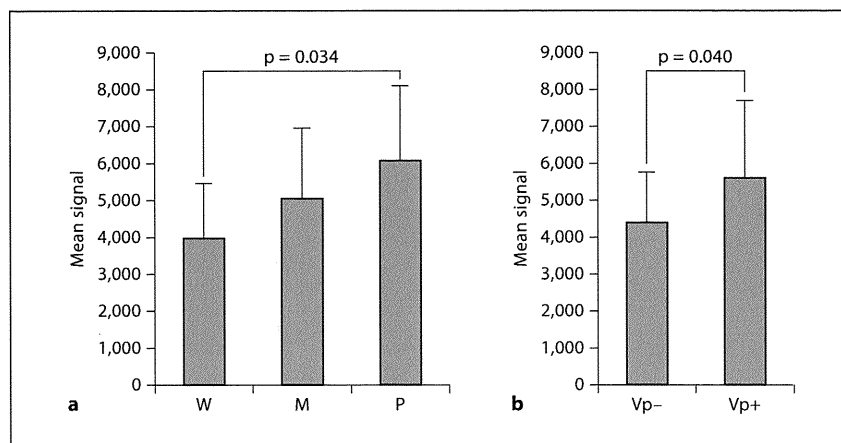 9,000
8,000
7,000
6,000
5,000
4,000
3,000
2,000
1,000
0
Mean signal
p = 0.034
W M P
a
9,000
8,000
7,000
6,000
5,000
4,000
3,000
2,000
1,000
0
Mean signal
p = 0.040
Vp– Vp+
b